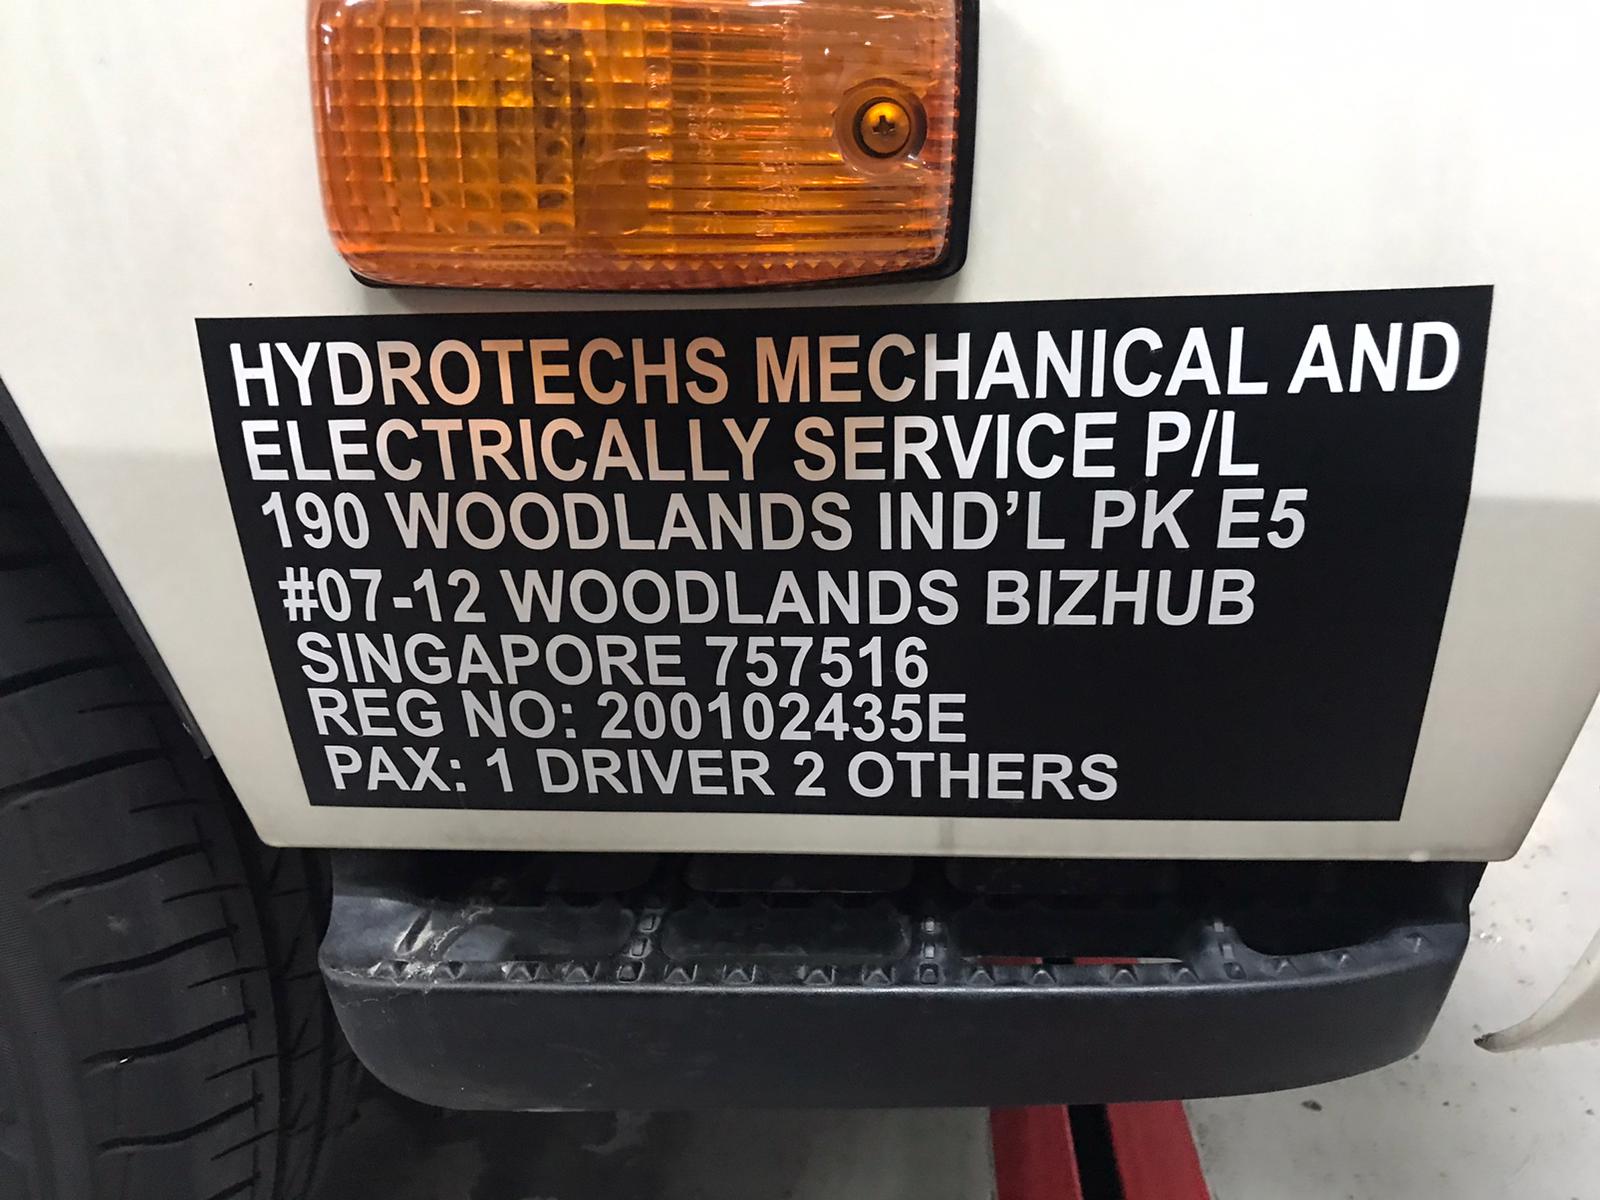 HYDROTECHS MECHANICAL AND
ELECTRICALLY SERVICE P/L
190 WOODLANDS IND'L PK E5
#07-12 WOODLANDS BIZHUB
SINGAPORE 757516
REG NO: 200102435E
PAX: 1 DRIVER 2 OTHERS